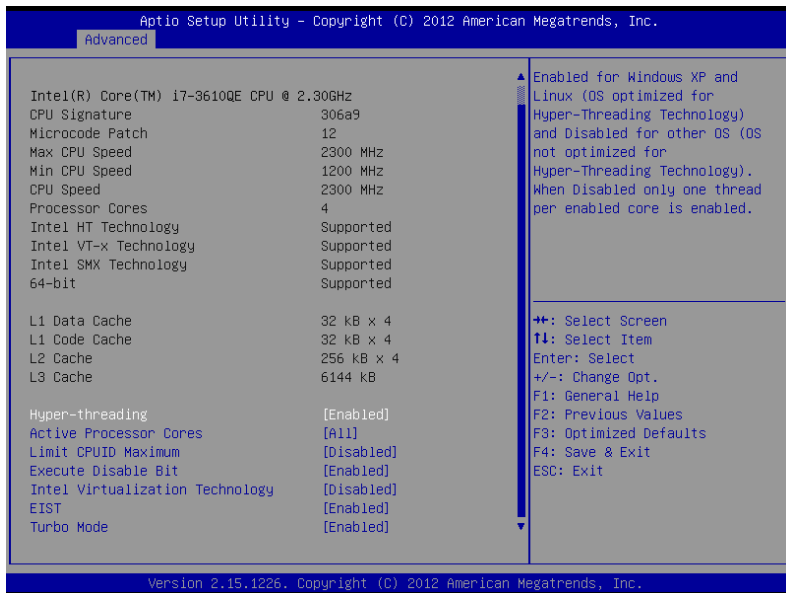 Aptio Setup Utility – Copyright (C) 2012 American Megatrends, Inc.
Advanced
Intel(R) Core(TM) i7-3610QE CPU @ 2.30GHz
CPU Signature 306a9
Microcode Patch 12
Max CPU Speed 2300 MHz
Min CPU Speed 1200 MHz
CPU Speed 2300 MHz
Processor Cores 4
Intel HT Technology Supported
Intel VT-x Technology Supported
Intel SMX Technology Supported
64-bit Supported
L1 Data Cache 32 kB x 4
L1 Code Cache 32 kB x 4
L2 Cache 256 kB x 4
L3 Cache 6144 kB
Hyper-threading [Enabled]
Active Processor Cores [All]
Limit CPUID Maximum [Disabled]
Execute Disable Bit [Enabled]
Intel Virtualization Technology [Disabled]
EIST [Enabled]
Turbo Mode [Enabled]
Enabled for Windows XP and
Linux (OS optimized for
Hyper-Threading Technology)
and Disabled for other OS (OS
not optimized for
Hyper-Threading Technology).
When Disabled only one thread
per enabled core is enabled.
→←: Select Screen
↑↓: Select Item
Enter: Select
+/-: Change Opt.
F1: General Help
F2: Previous Values
F3: Optimized Defaults
F4: Save & Exit
ESC: Exit
Version 2.15.1226. Copyright (C) 2012 American Megatrends, Inc.